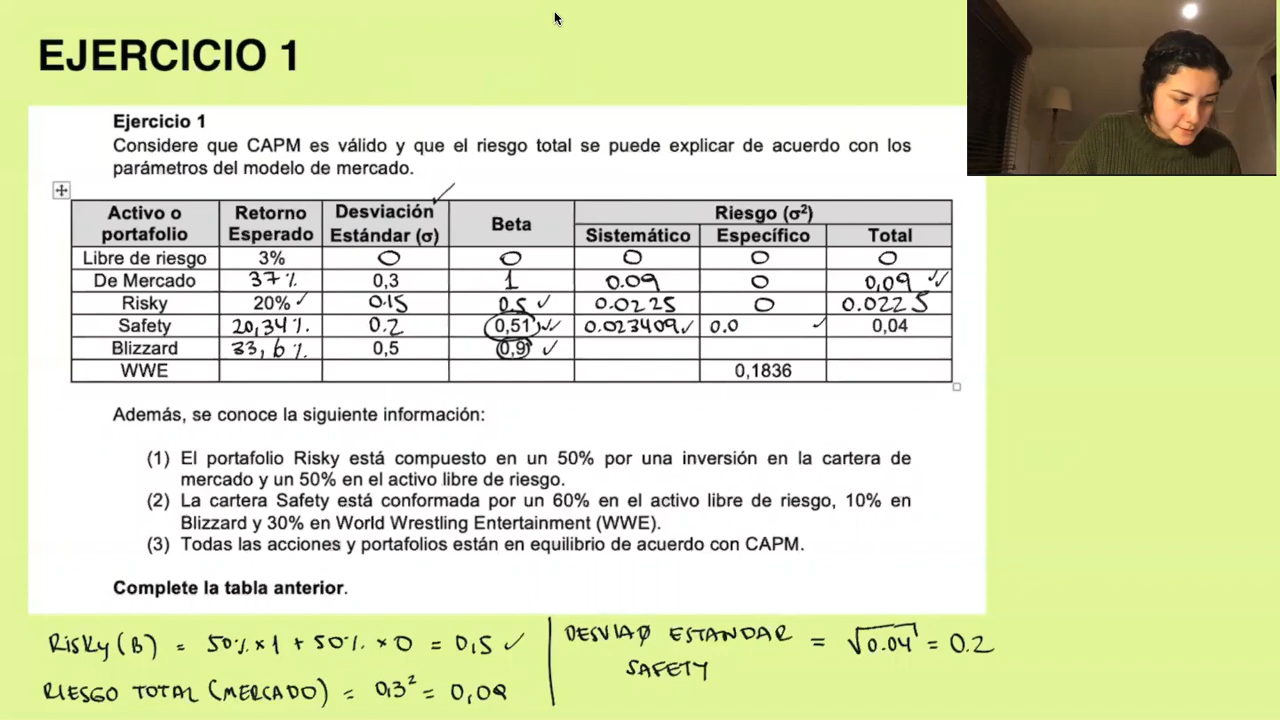 EJERCICIO 1
Ejercicio 1
Considere que CAPM es válido y que el riesgo total se puede explicar de acuerdo con los
parámetros del modelo de mercado.
Activo o portafolio Retorno Esperado Desviación Estándar (σ) Beta Riesgo (σ²)
Sistemático Específico Total
Libre de riesgo 3% 0 0 0 0 0
De Mercado 37% 0,3 1 0.09 0 0,09
Risky 20% 0.15 0.5 0.0225 0 0.0225
Safety 20,34%. 0.2 0,51 0.023409 0.0 0,04
Blizzard 33,6%. 0,5 0,9
WWE 0,1836
Además, se conoce la siguiente información:
(1) El portafolio Risky está compuesto en un 50% por una inversión en la cartera de
mercado y un 50% en el activo libre de riesgo.
(2) La cartera Safety está conformada por un 60% en el activo libre de riesgo, 10% en
Blizzard y 30% en World Wrestling Entertainment (WWE).
(3) Todas las acciones y portafolios están en equilibrio de acuerdo con CAPM.
Complete la tabla anterior.
RISKY (B) = 50% x 1 + 50% x 0 = 0,5 ✓
RIESGO TOTAL (MERCADO) = 0,3² = 0,09
ESTANDAR = √0.04 = 0.2
SAFETY